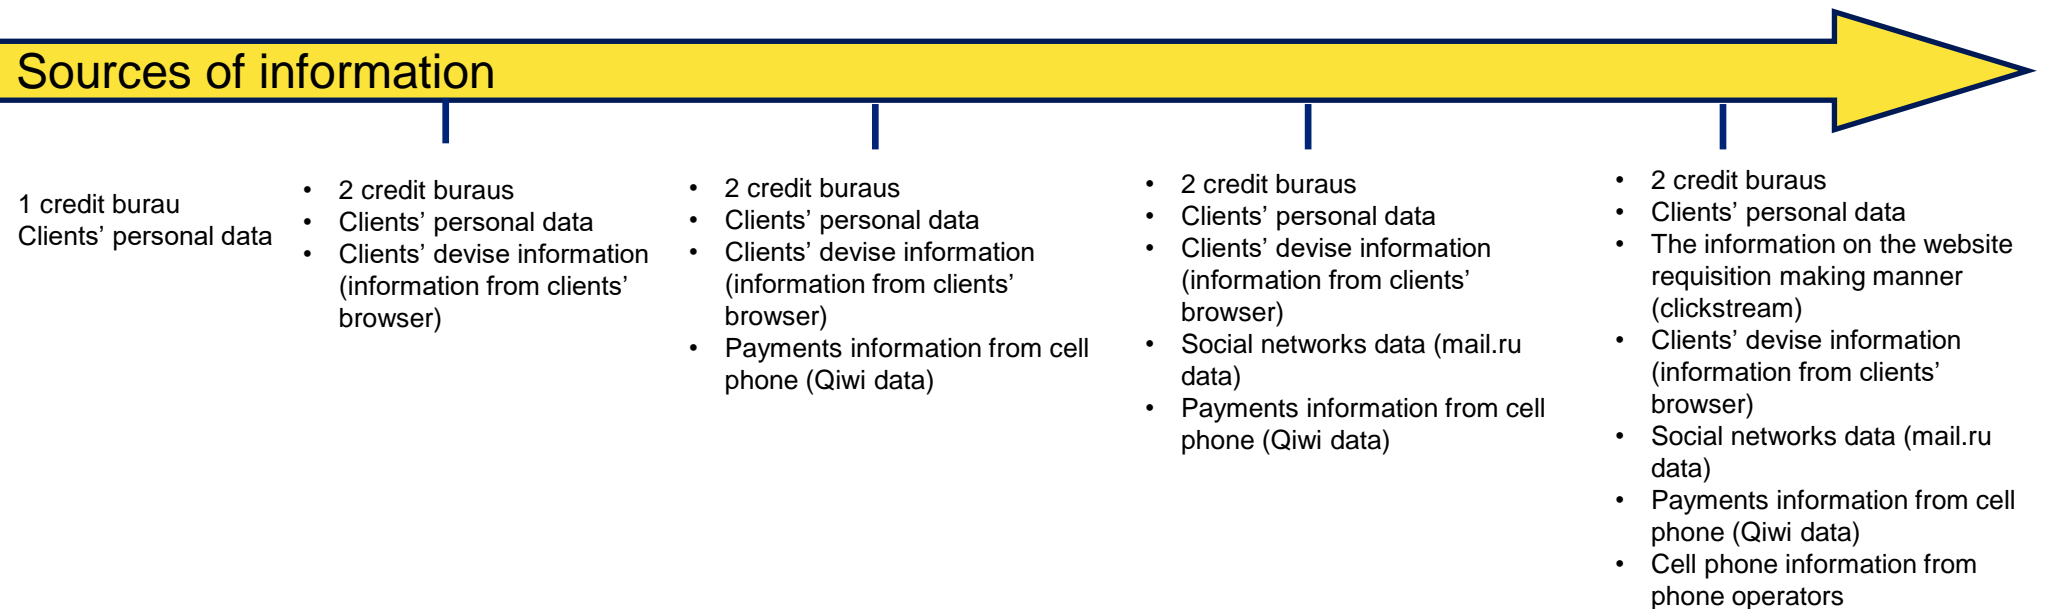 Sources of information
1 credit burau
Clients’ personal data
• 2 credit buraus
• Clients’ personal data
• Clients’ devise information
(information from clients’
browser)
• 2 credit buraus
• Clients’ personal data
• Clients’ devise information
(information from clients’
browser)
• Payments information from cell
phone (Qiwi data)
• 2 credit buraus
• Clients’ personal data
• Clients’ devise information
(information from clients’
browser)
• Social networks data (mail.ru
data)
• Payments information from cell
phone (Qiwi data)
• 2 credit buraus
• Clients’ personal data
• The information on the website
requisition making manner
(clickstream)
• Clients’ devise information
(information from clients’
browser)
• Social networks data (mail.ru
data)
• Payments information from cell
phone (Qiwi data)
• Cell phone information from
phone operators